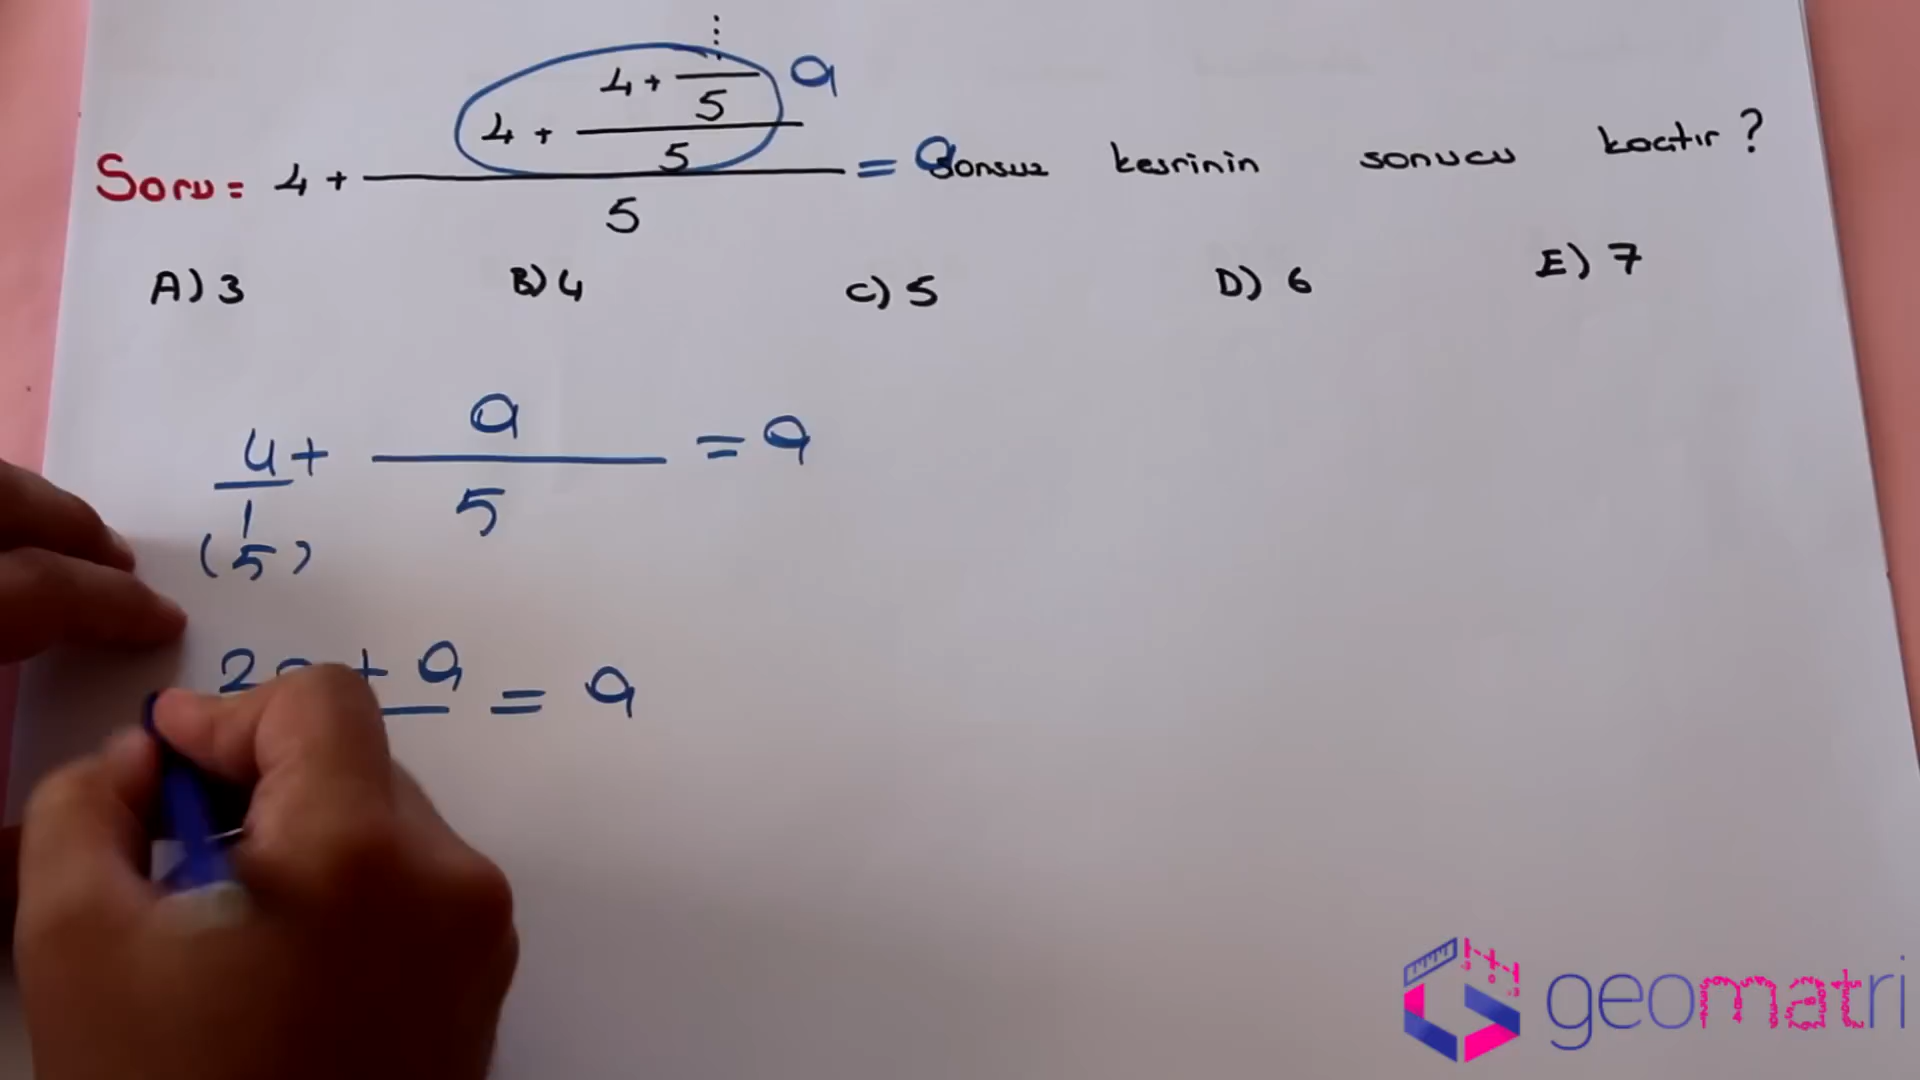 Soru = 4 + (4 + (4 + ⋮/5)/5)/5 a = a sonsuz kesrinin sonucu kaçtır?
A) 3 B) 4 C) 5 D) 6 E) 7
4/1 + a/5 = a
(5)
+ a = a
geomatri